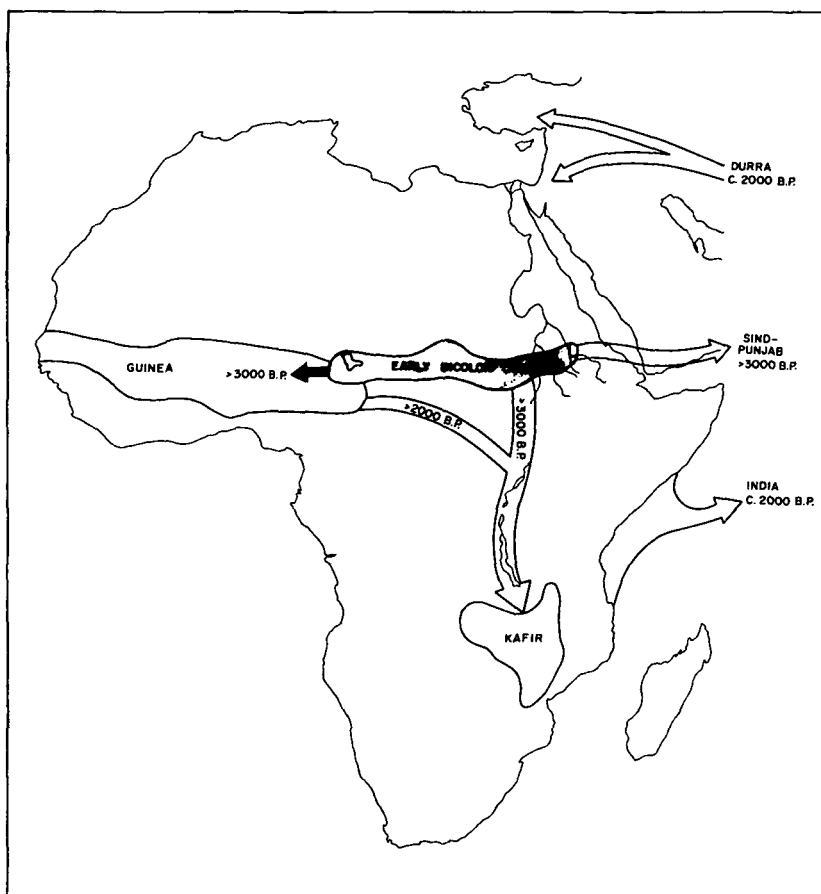 DURRA
C. 2000 B.P.
SIND-
PUNJAB
>3000 B.P.
EARLY BICOLOR
GUINEA
>3000 B.P.
>2000 B.P.
>3000 B.P.
INDIA
C. 2000 B.P.
KAFIR